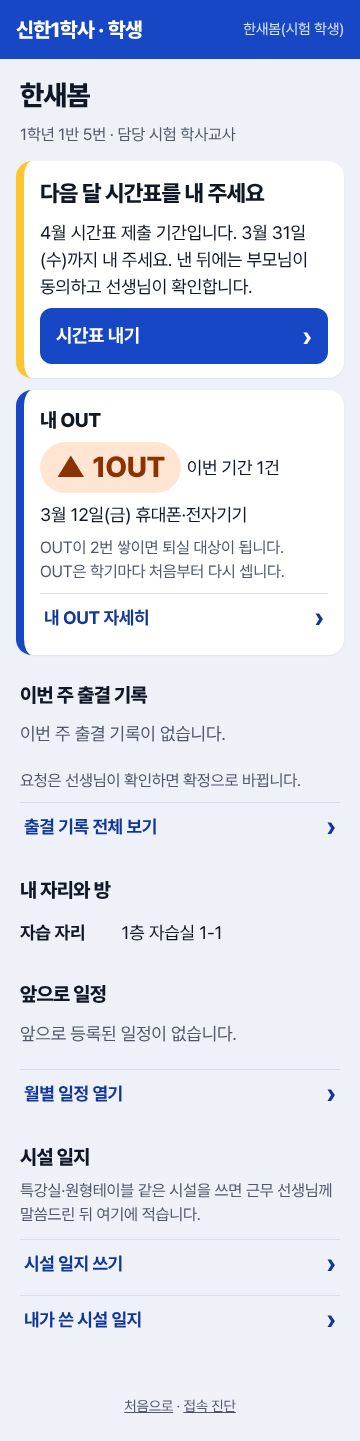 신한1학사 · 학생
한새봄(시험 학생)
한새봄
1학년 1반 5번 · 담당 시험 학사교사
다음 달 시간표를 내 주세요
4월 시간표 제출 기간입니다. 3월 31일
(수)까지 내 주세요. 낸 뒤에는 부모님이
동의하고 선생님이 확인합니다.
시간표 내기 ›
내 OUT
▲ 1OUT 이번 기간 1건
3월 12일(금) 휴대폰·전자기기
OUT이 2번 쌓이면 퇴실 대상이 됩니다.
OUT은 학기마다 처음부터 다시 셉니다.
내 OUT 자세히 ›
이번 주 출결 기록
이번 주 출결 기록이 없습니다.
요청은 선생님이 확인하면 확정으로 바뀝니다.
출결 기록 전체 보기 ›
내 자리와 방
자습 자리 1층 자습실 1-1
앞으로 일정
앞으로 등록된 일정이 없습니다.
월별 일정 열기 ›
시설 일지
특강실·원형테이블 같은 시설을 쓰면 근무 선생님께
말씀드린 뒤 여기에 적습니다.
시설 일지 쓰기 ›
내가 쓴 시설 일지 ›
처음으로 · 접속 진단